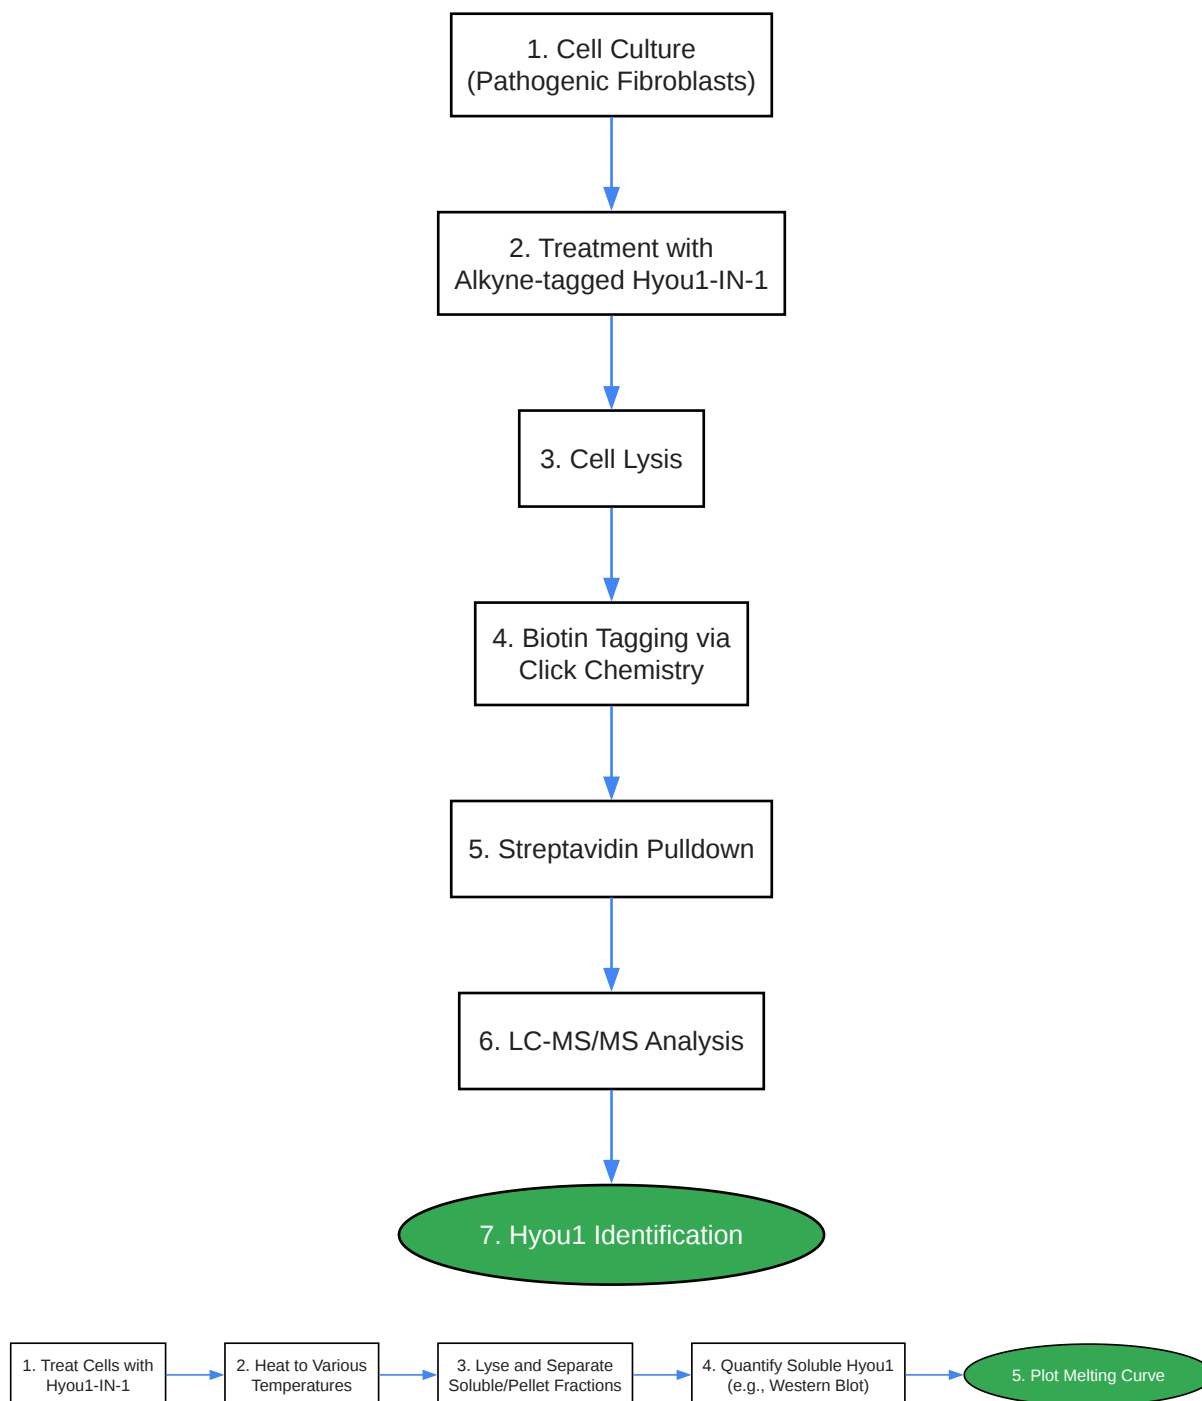 1. Cell Culture
(Pathogenic Fibroblasts)
2. Treatment with
Alkyne-tagged Hyou1-IN-1
3. Cell Lysis
4. Biotin Tagging via
Click Chemistry
5. Streptavidin Pulldown
6. LC-MS/MS Analysis
7. Hyou1 Identification
1. Treat Cells with
Hyou1-IN-1
2. Heat to Various
Temperatures
3. Lyse and Separate
Soluble/Pellet Fractions
4. Quantify Soluble Hyou1
(e.g., Western Blot)
5. Plot Melting Curve